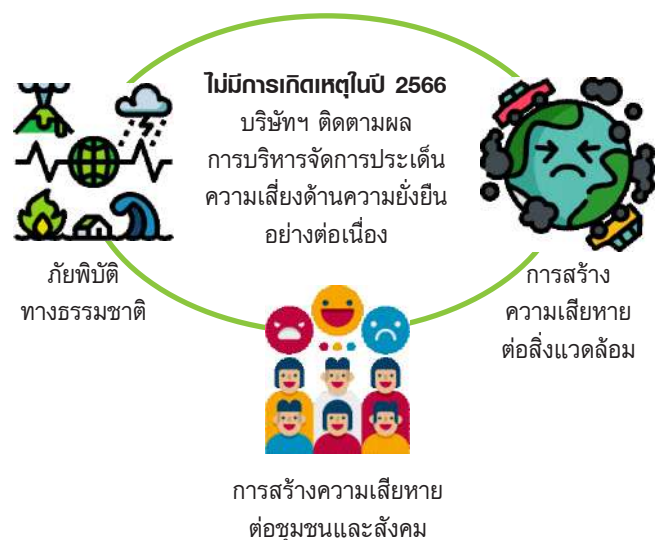 ไม่มีการเกิดเหตุในปี 2566
บริษัทฯ ติดตามผล
การบริหารจัดการประเด็น
ความเสี่ยงด้านความยั่งยืน
อย่างต่อเนื่อง
ภัยพิบัติ
ทางธรรมชาติ
การสร้าง
ความเสียหาย
ต่อสิ่งแวดล้อม
การสร้างความเสียหาย
ต่อชุมชนและสังคม